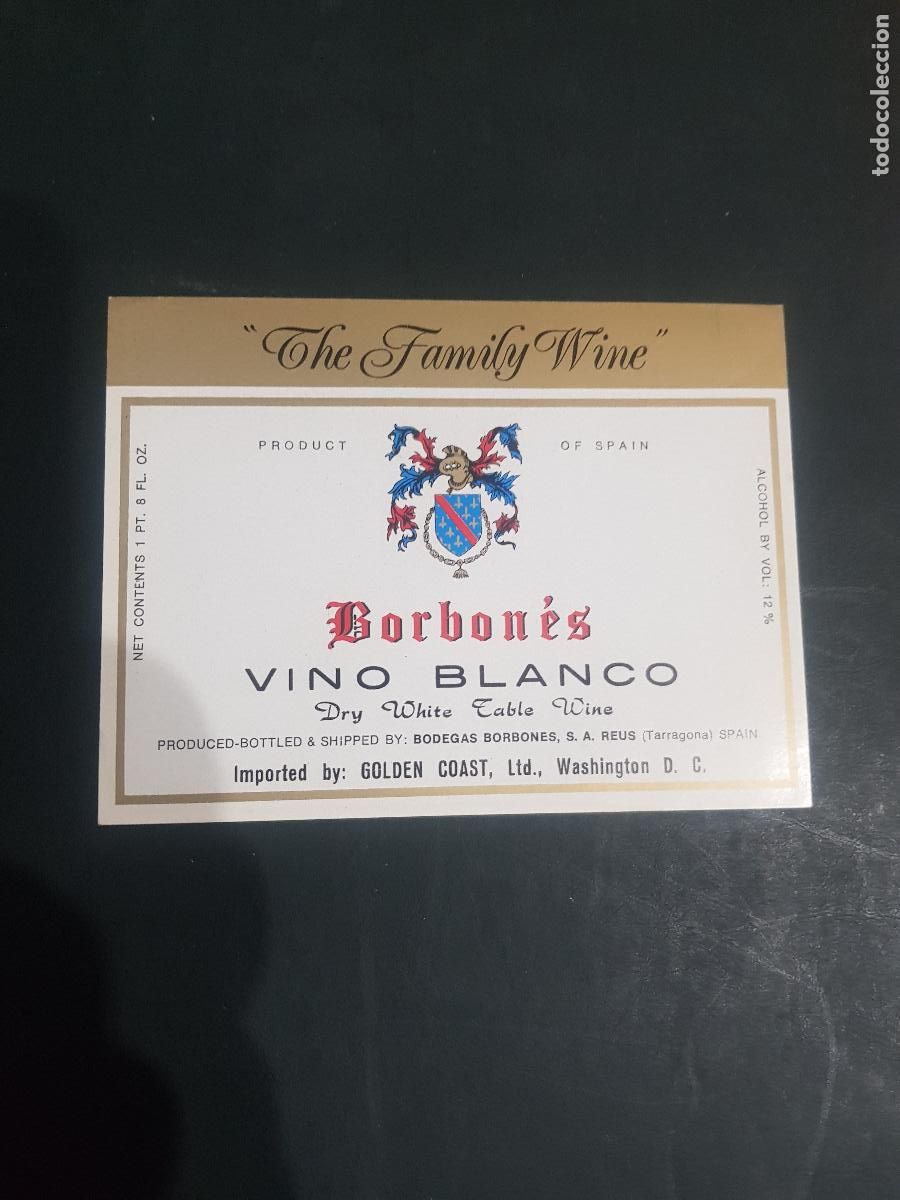 "The Family Wine"
PRODUCT OF SPAIN
NET CONTENTS 1 PT. 8 FL. OZ.
ALCOHOL BY VOL: 12 %
Borbonés
VINO BLANCO
Dry White Table Wine
PRODUCED-BOTTLED & SHIPPED BY: BODEGAS BORBONES, S. A. REUS (Tarragona) SPAIN
Imported by: GOLDEN COAST, Ltd., Washington D. C.
todocoleccion